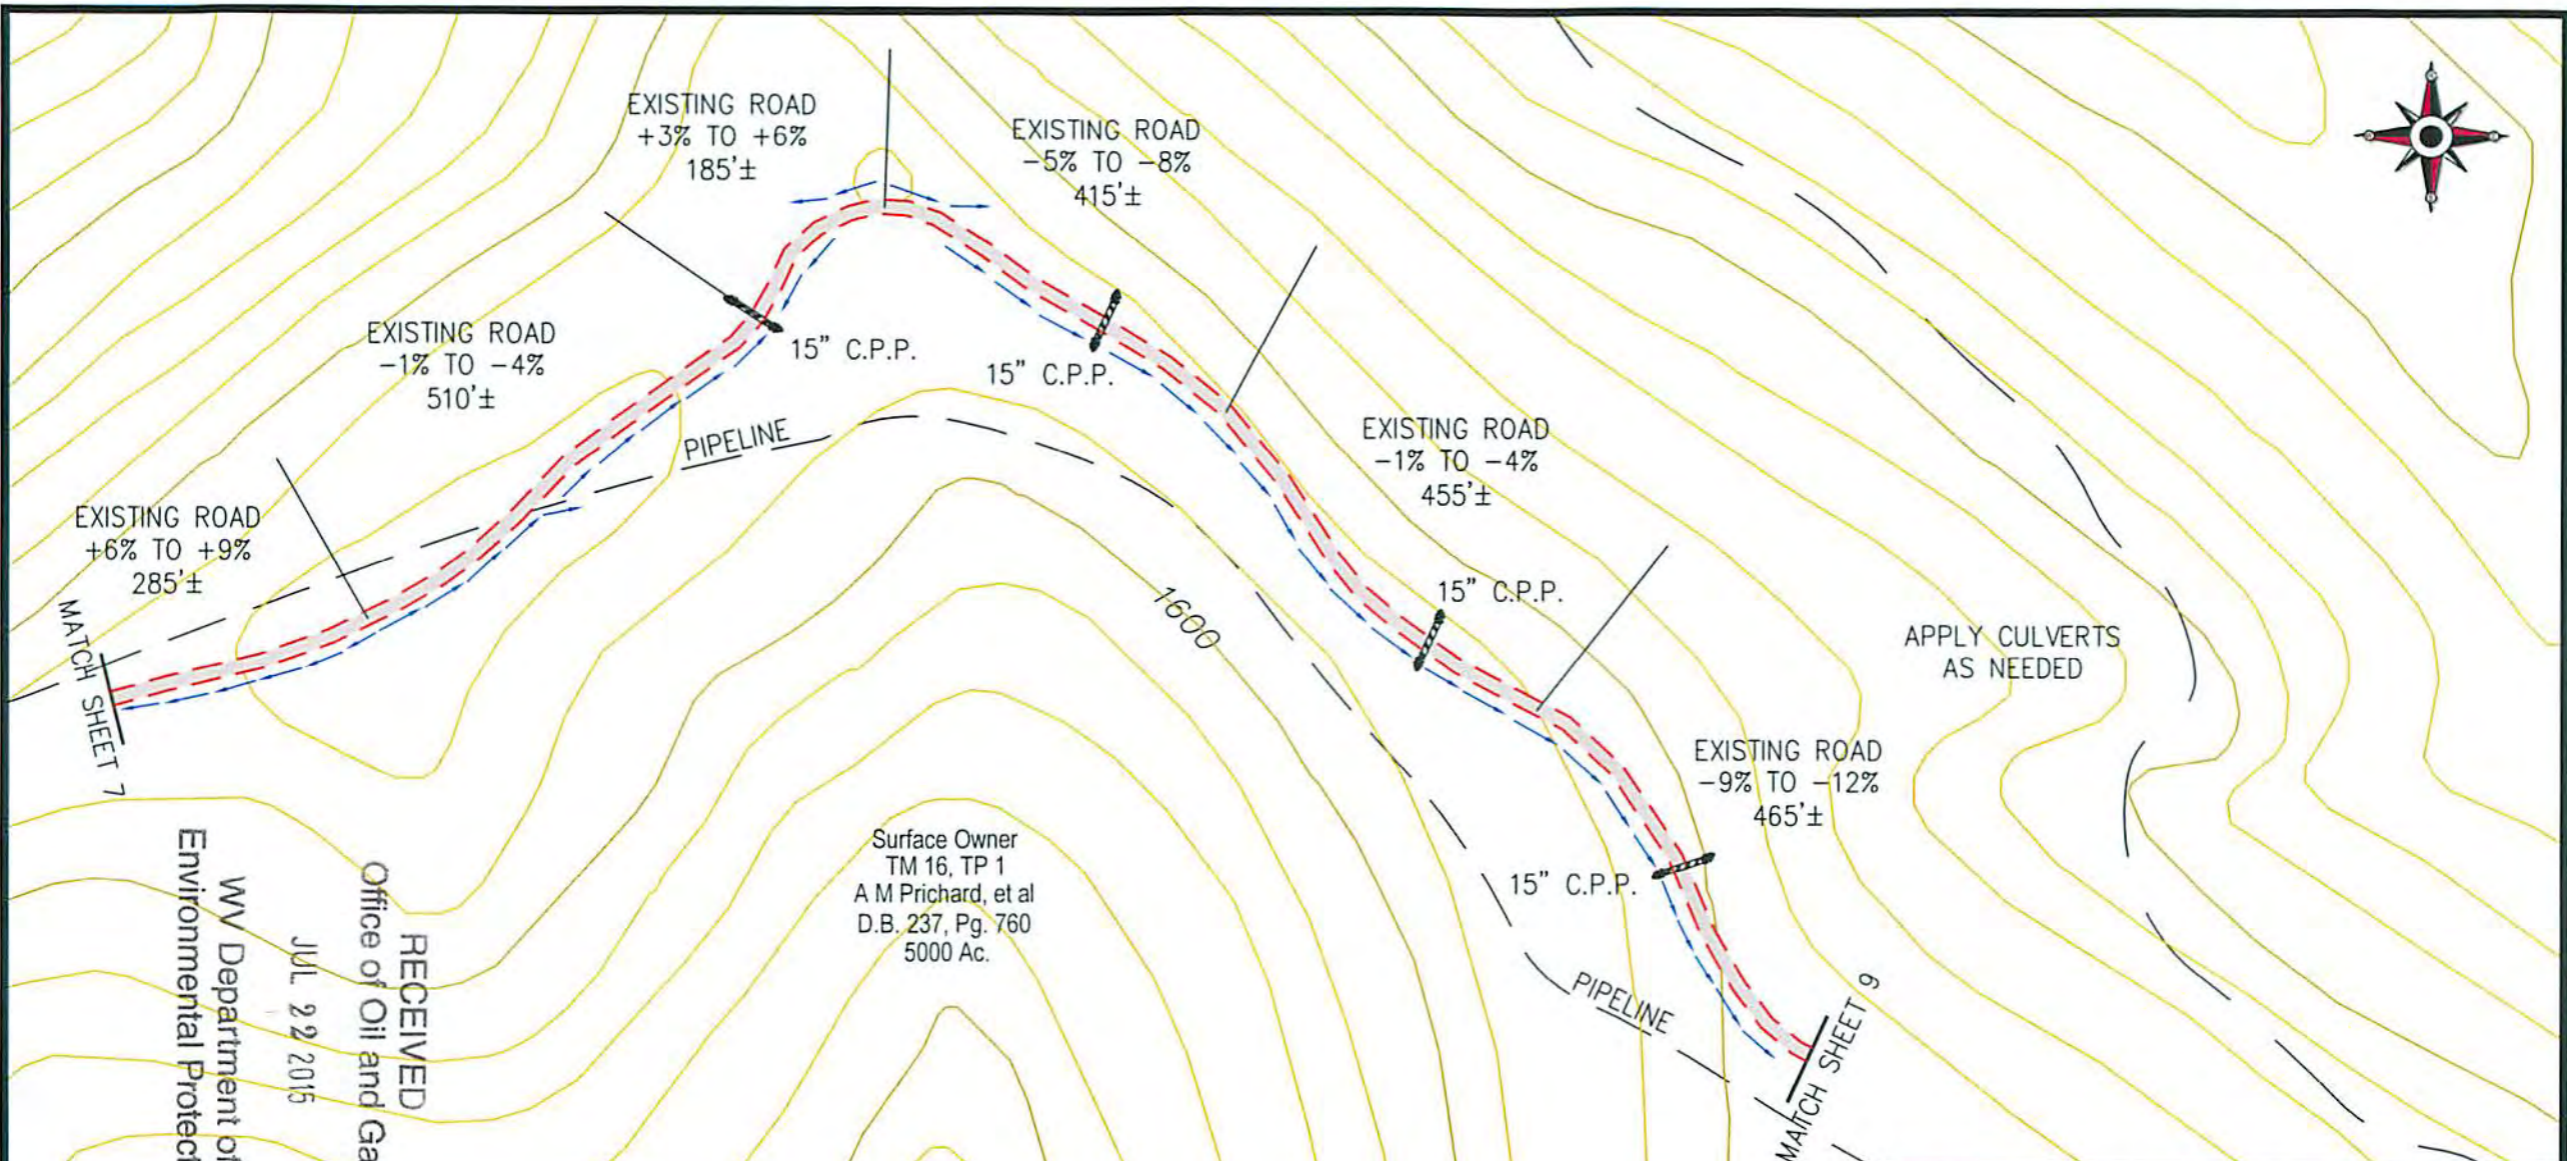 EXISTING ROAD
+3% TO +6%
185'±
EXISTING ROAD
-5% TO -8%
415'±
EXISTING ROAD
-1% TO -4%
510'±
15" C.P.P.
15" C.P.P.
PIPELINE
EXISTING ROAD
-1% TO -4%
455'±
EXISTING ROAD
+6% TO +9%
285'±
MATCH SHEET 7
1600
15" C.P.P.
APPLY CULVERTS
AS NEEDED
EXISTING ROAD
-9% TO -12%
465'±
15" C.P.P.
Surface Owner
TM 16, TP 1
A M Prichard, et al
D.B. 237, Pg. 760
5000 Ac.
PIPELINE
MATCH SHEET 9
RECEIVED
Office of Oil and Ga
JUL 22 2015
WV Department of
Environmental Protect